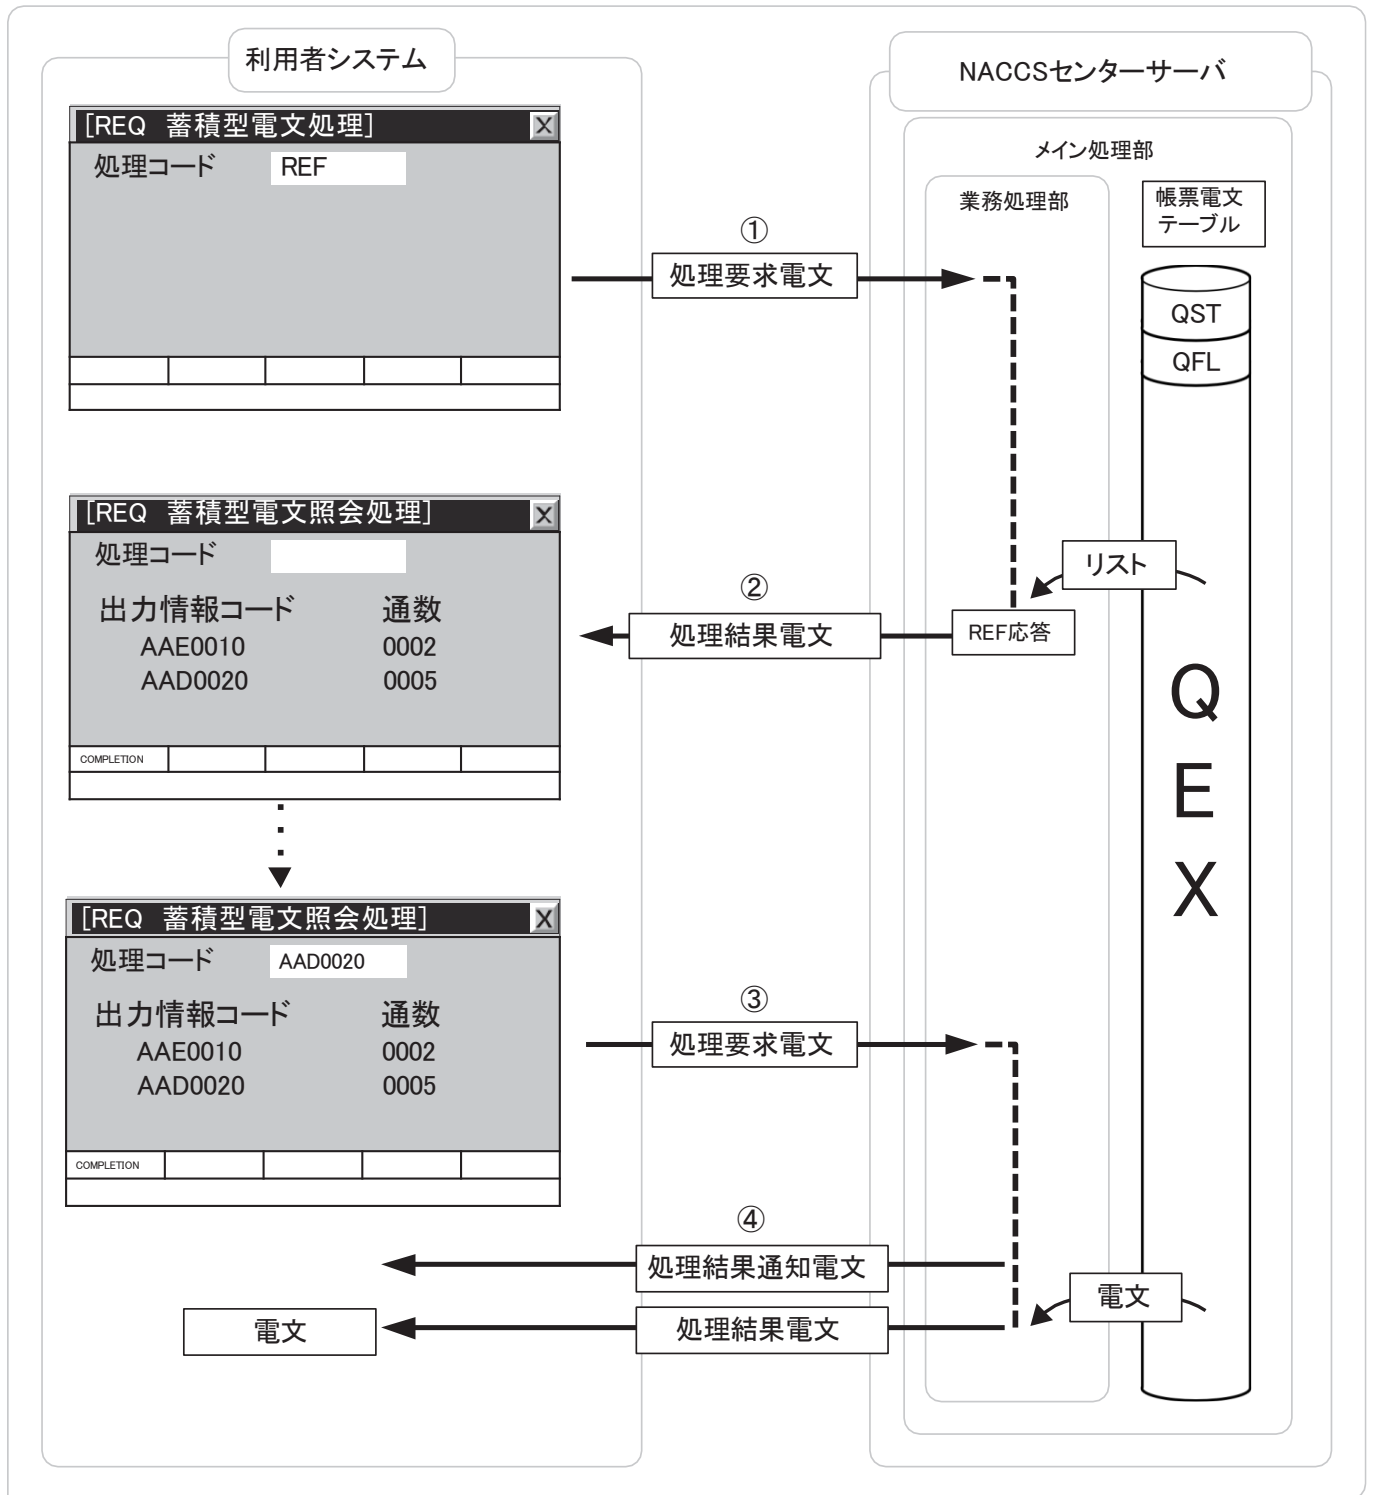 利用者システム
NACCSセンターサーバ
メイン処理部
業務処理部
帳票電文
テーブル
[REQ 蓄積型電文処理]
X
処理コード REF
①
処理要求電文
QST
QFL
[REQ 蓄積型電文照会処理]
X
処理コード
出力情報コード 通数
AAE0010 0002
AAD0020 0005
COMPLETION
リスト
②
処理結果電文
REF応答
Q
E
X
[REQ 蓄積型電文照会処理]
X
処理コード AAD0020
出力情報コード 通数
AAE0010 0002
AAD0020 0005
COMPLETION
③
処理要求電文
④
処理結果通知電文
電文
処理結果電文
電文